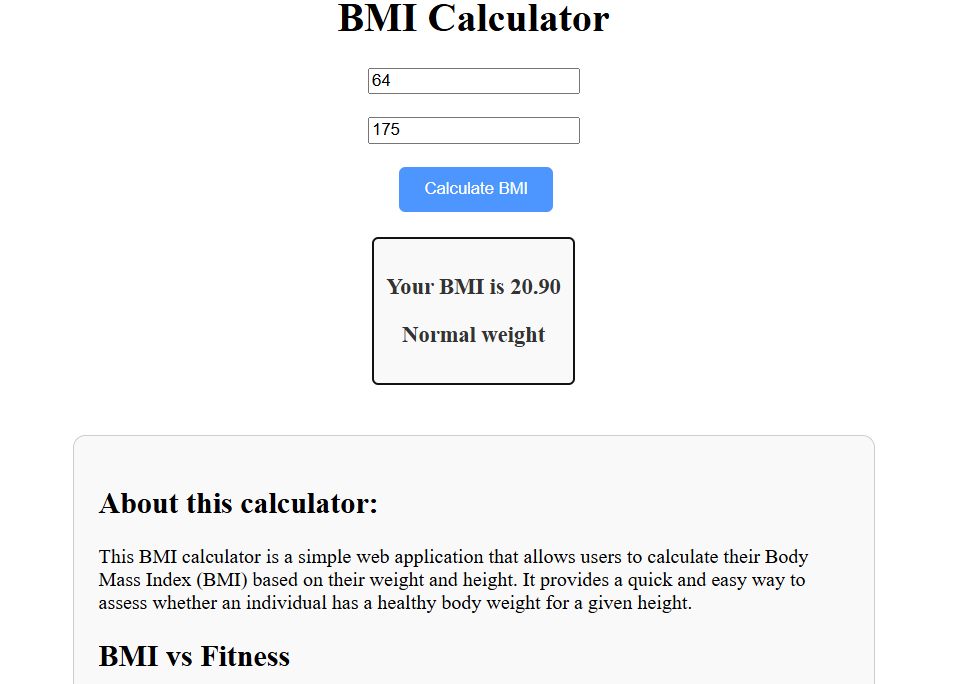 BMI Calculator
64
175
Calculate BMI
Your BMI is 20.90
Normal weight
About this calculator:
This BMI calculator is a simple web application that allows users to calculate their Body
Mass Index (BMI) based on their weight and height. It provides a quick and easy way to
assess whether an individual has a healthy body weight for a given height.
BMI vs Fitness